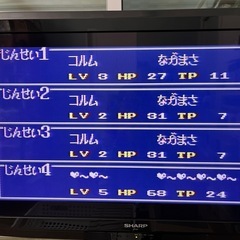 じんせい1
コルム ながまさ
LV 3 HP 27 TP 11
じんせい2
コルム ながまさ
LV 2 HP 31 TP 7
じんせい3
コルム ながまさ
LV 2 HP 31 TP 7
じんせい4
♥～♥～ ♥～♥～♥～
LV 5 HP 68 TP 24
SHARP